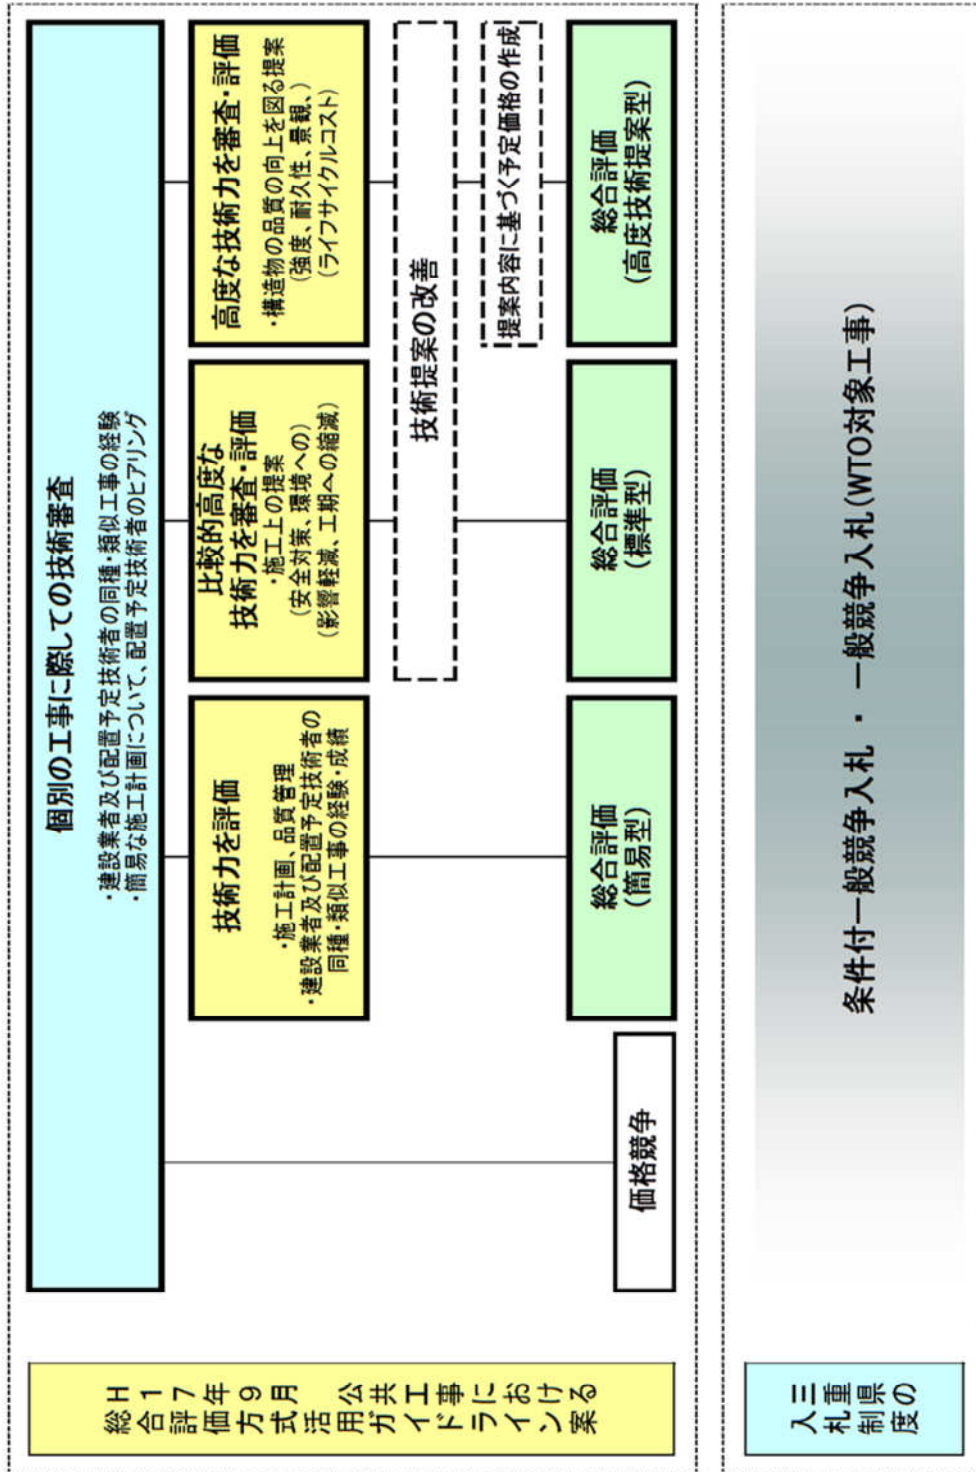 H17年9月　公共工事における
総合評価方式活用ガイドライン案
個別の工事に際しての技術審査
・建設業者及び配置予定技術者の同種・類似工事の経験
・簡易な施工計画について、配置予定技術者のヒアリング
技術力を評価
・施工計画、品質管理
・建設業者及び配置予定技術者の
同種・類似工事の経験・成績
比較的高度な
技術力を審査・評価
・施工上の提案
(安全対策、環境への)
(影響軽減、工期への縮減)
高度な技術力を審査・評価
・構造物の品質の向上を図る提案
(強度、耐久性、景観、)
(ライフサイクルコスト)
技術提案の改善
提案内容に基づく予定価格の作成
価格競争
総合評価
(簡易型)
総合評価
(標準型)
総合評価
(高度技術提案型)
三重県の
入札制度
条件付一般競争入札 ・ 一般競争入札(WTO対象工事)